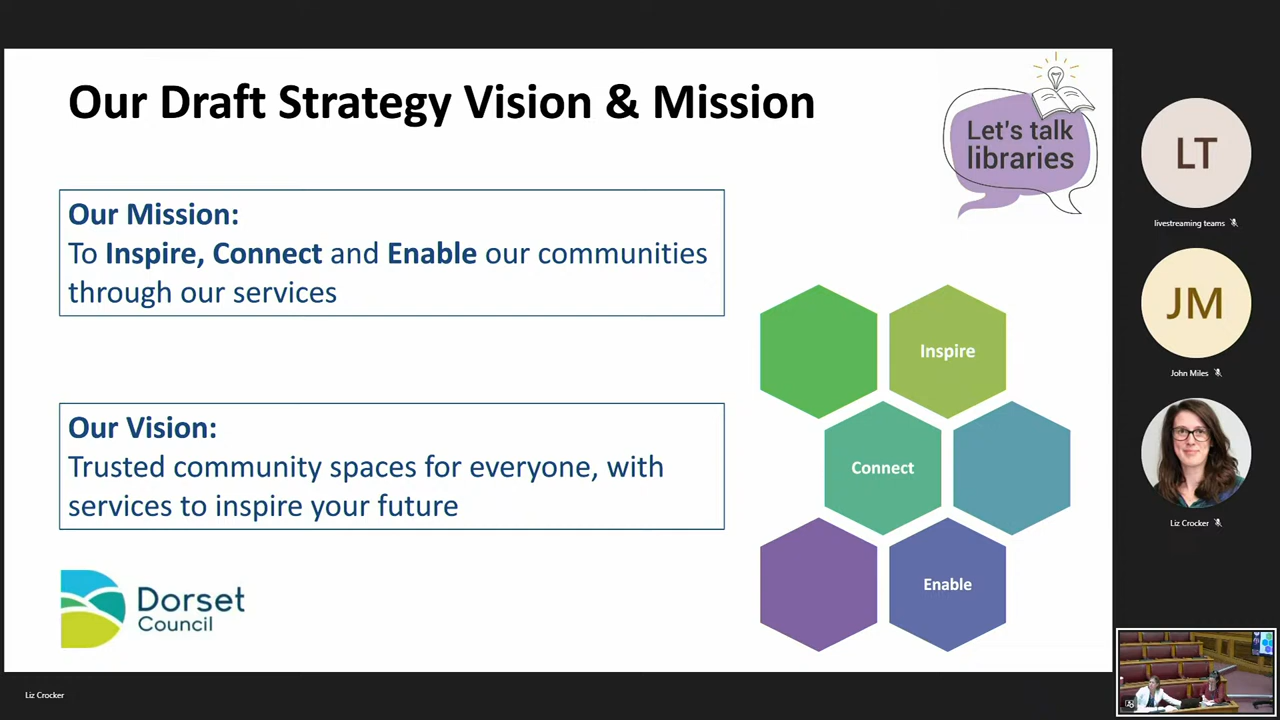 Our Draft Strategy Vision & Mission
Let's talk
libraries
Our Mission:
To Inspire, Connect and Enable our communities
through our services
Our Vision:
Trusted community spaces for everyone, with
services to inspire your future
Inspire
Connect
Enable
Dorset
Council
LT
livestreaming teams
JM
John Miles
Liz Crocker
Liz Crocker